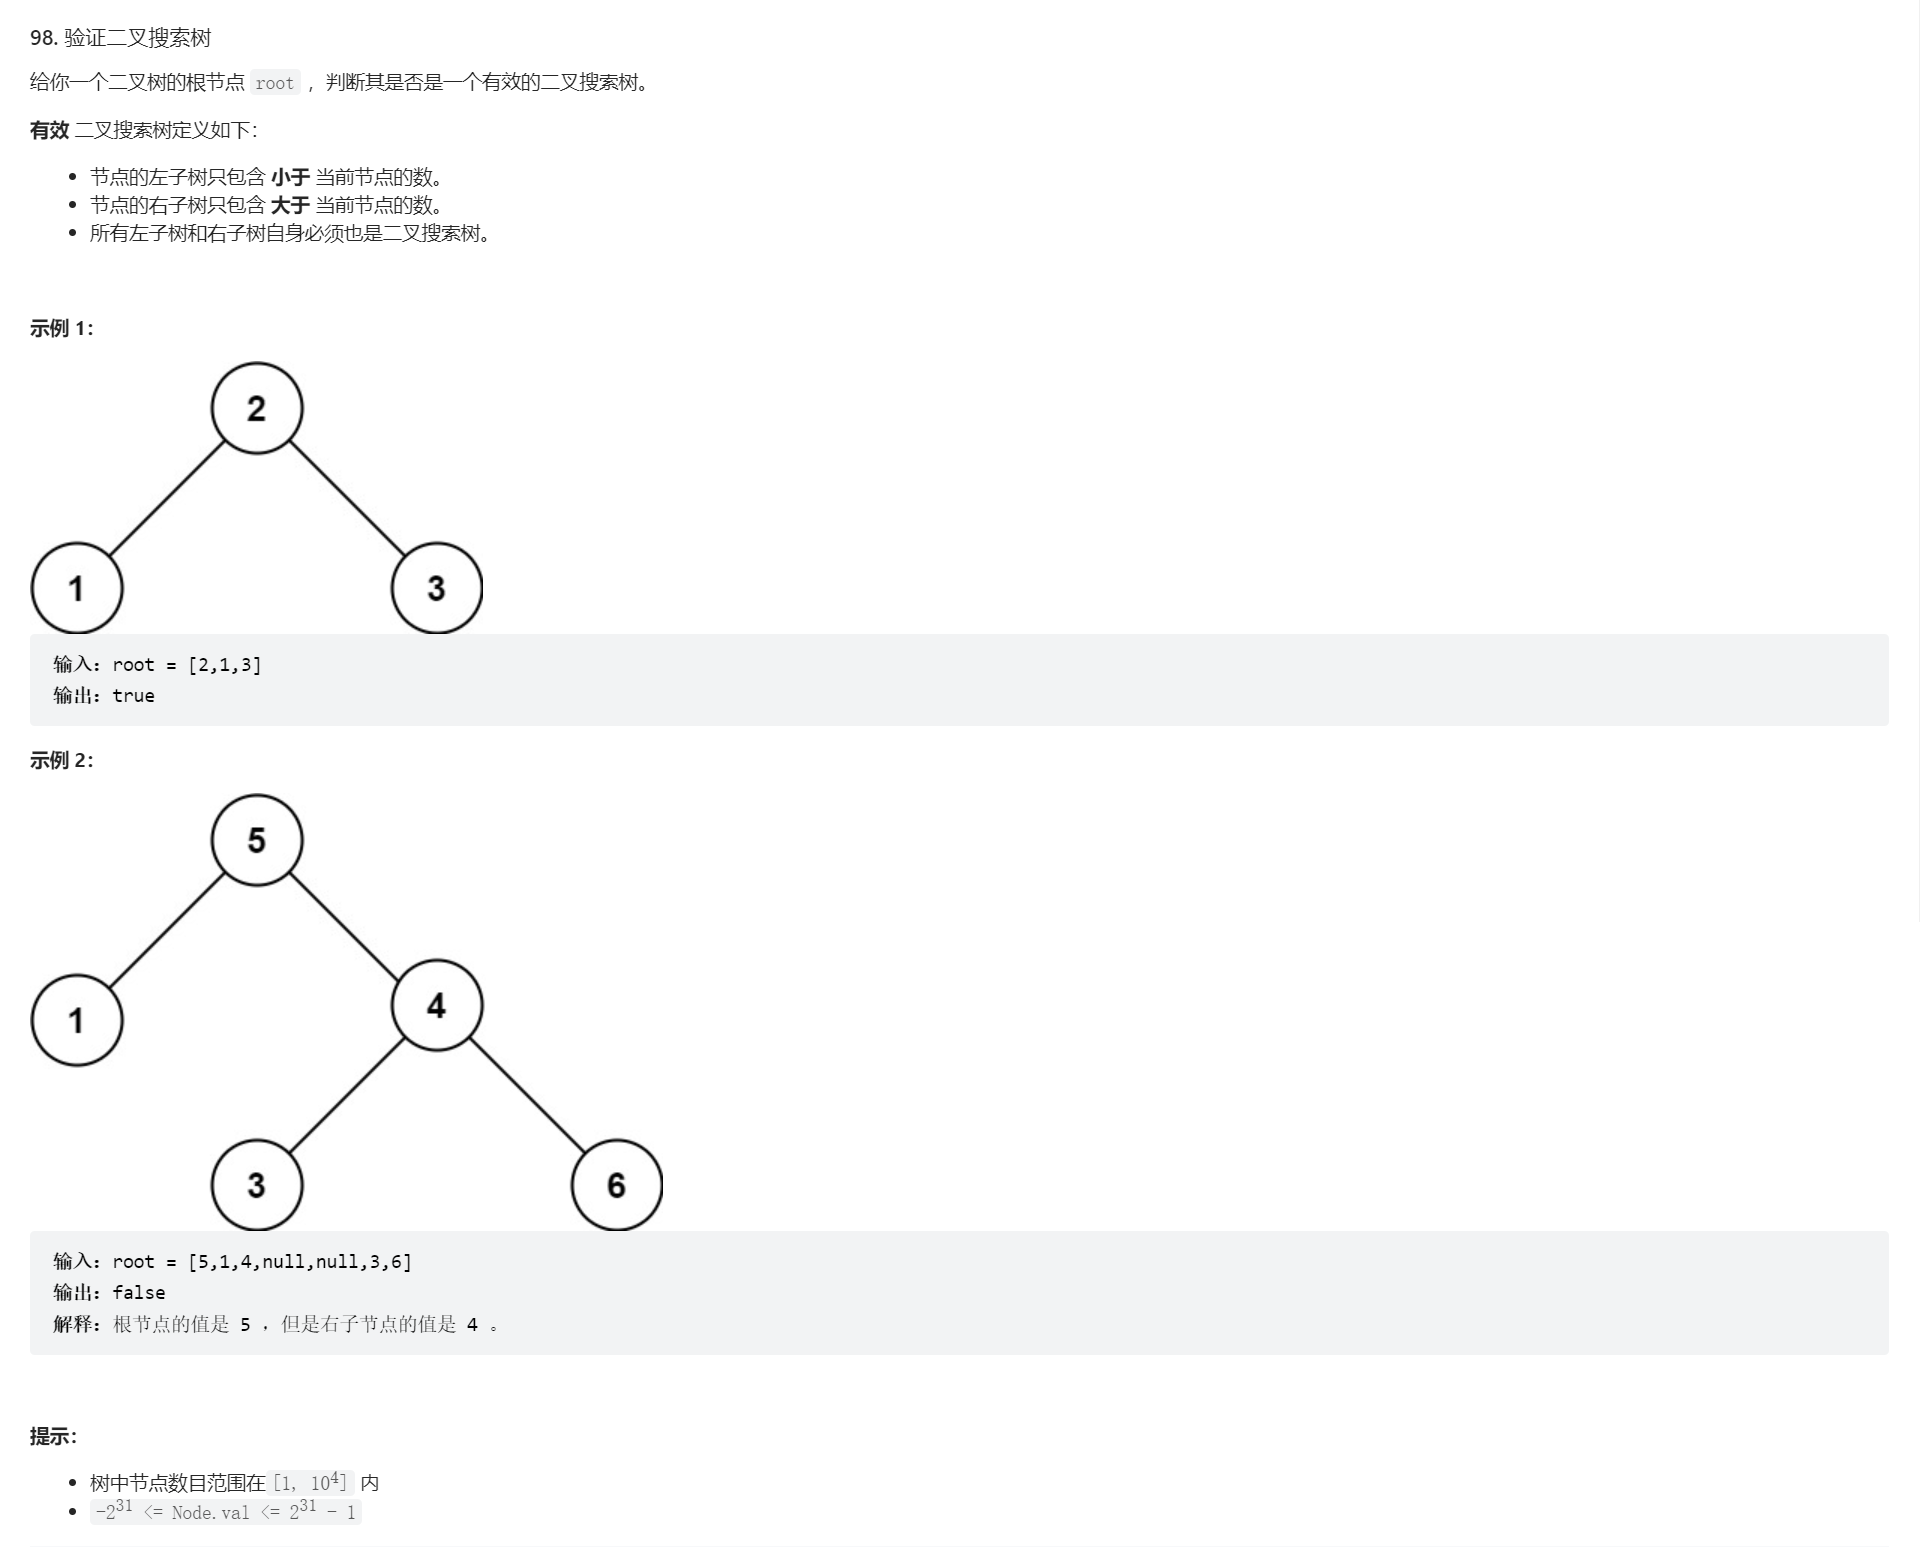 98. 验证二叉搜索树
给你一个二叉树的根节点 root ，判断其是否是一个有效的二叉搜索树。
有效 二叉搜索树定义如下：
• 节点的左子树只包含 小于 当前节点的数。
• 节点的右子树只包含 大于 当前节点的数。
• 所有左子树和右子树自身必须也是二叉搜索树。
示例 1：
2
1 3
输入：root = [2,1,3]
输出：true
示例 2：
5
1 4
3 6
输入：root = [5,1,4,null,null,3,6]
输出：false
解释：根节点的值是 5 ，但是右子节点的值是 4 。
提示：
• 树中节点数目范围在[1, 10⁴] 内
• -2³¹ <= Node.val <= 2³¹ - 1